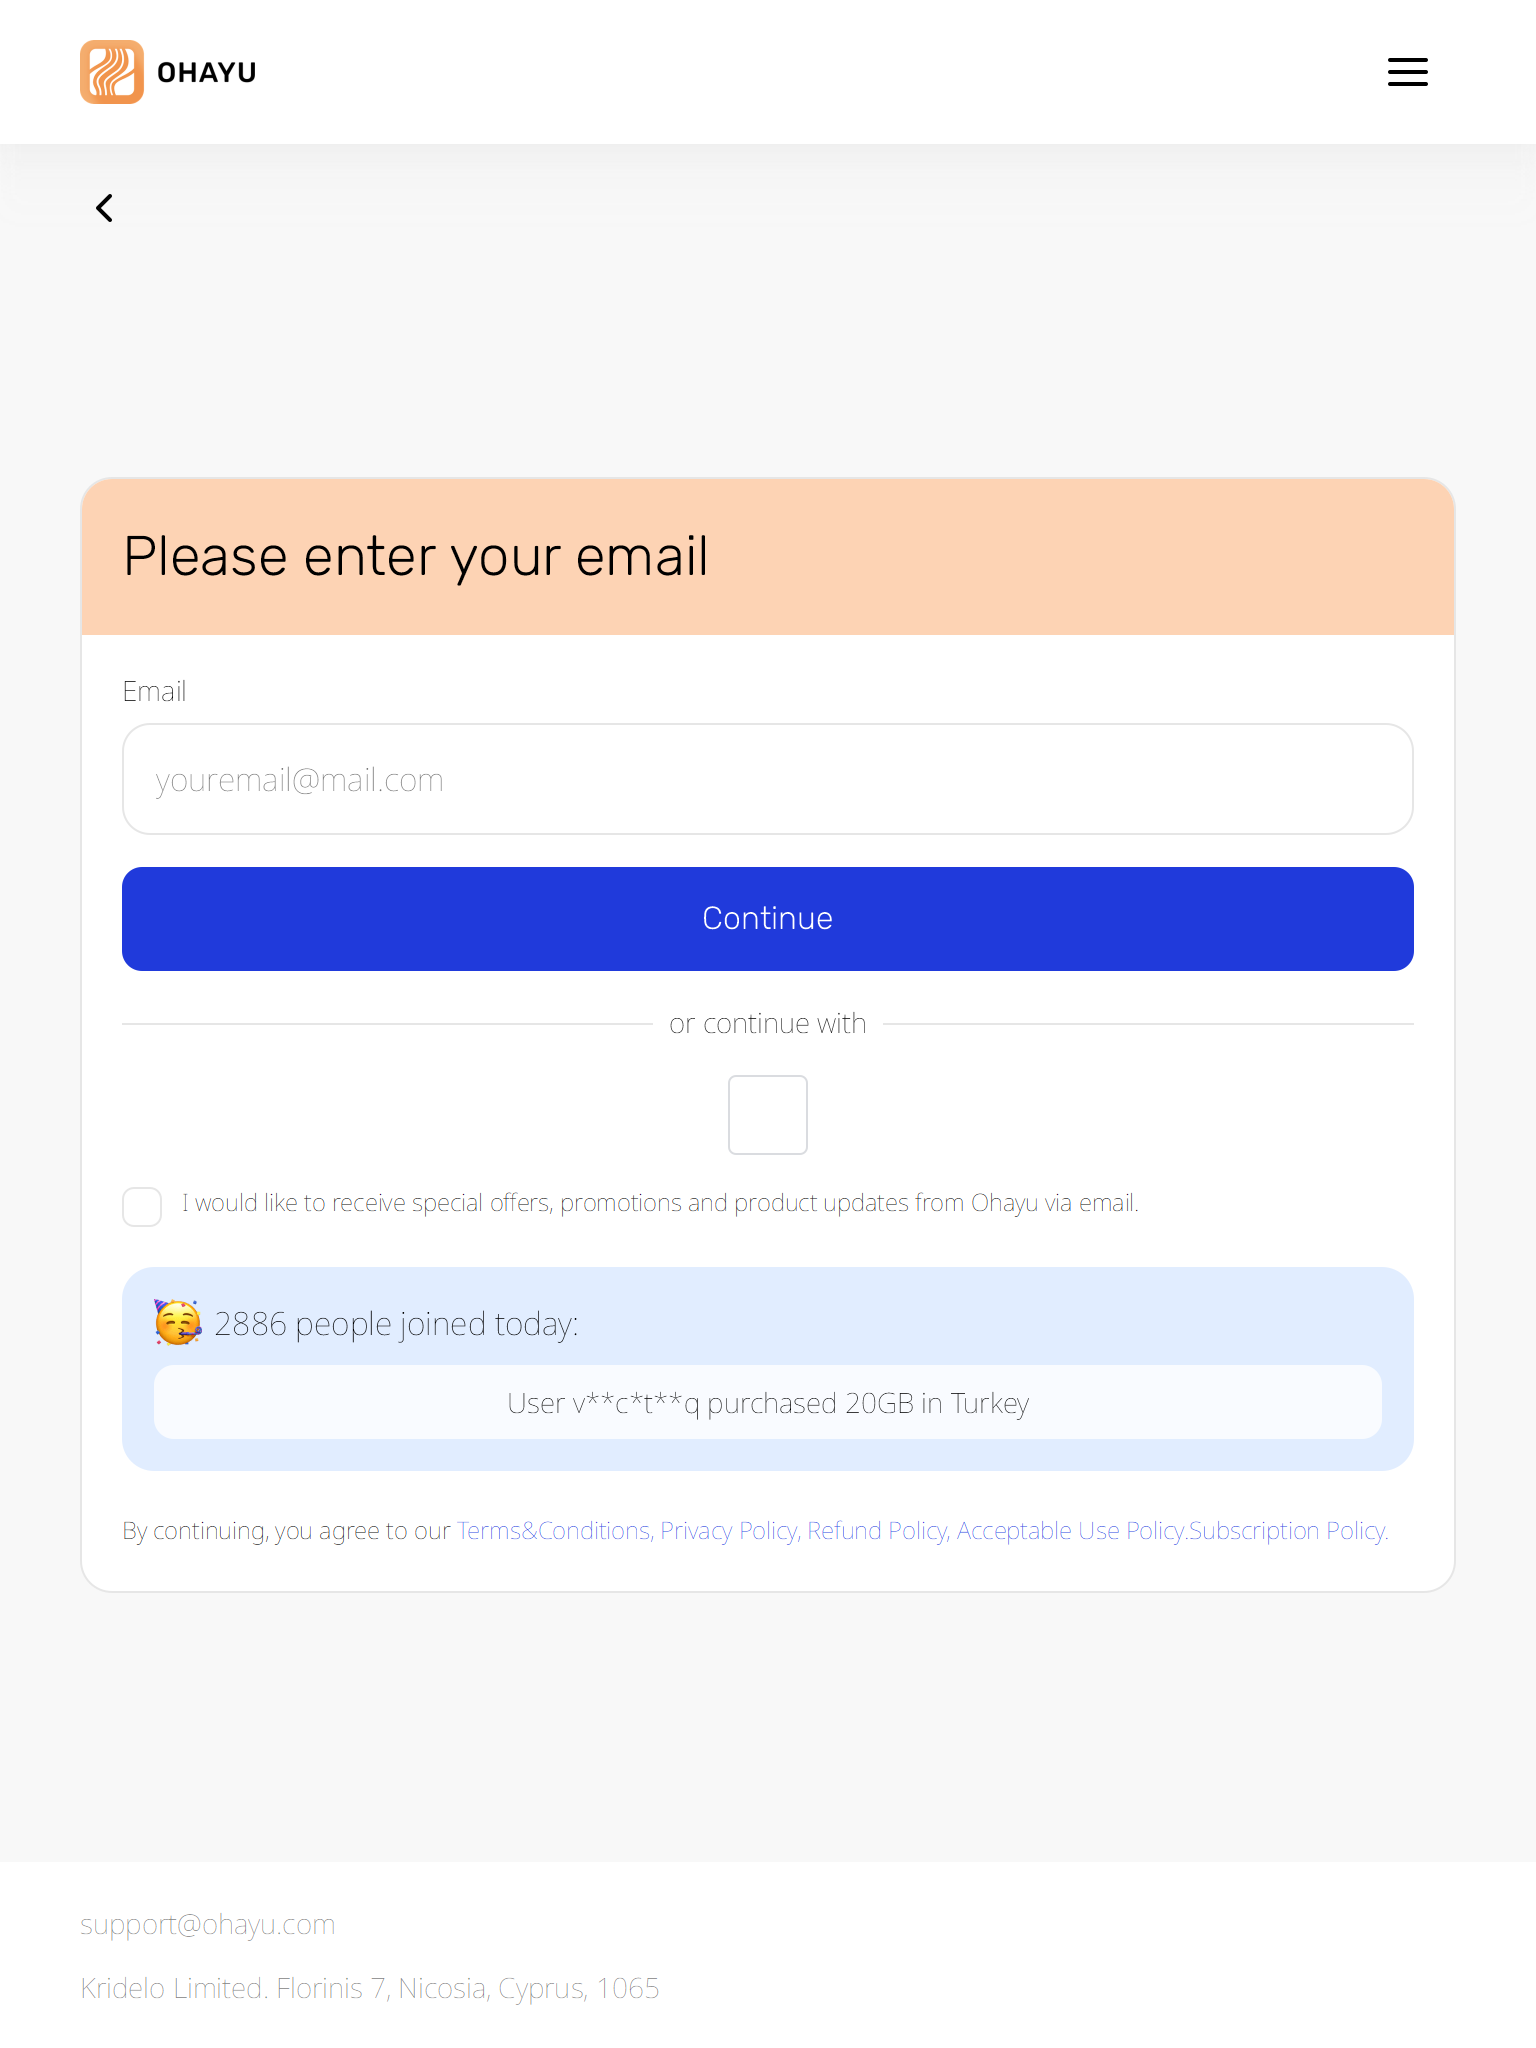 OHAYU
Please enter your email
Email
youremail@mail.com
Continue
or continue with
I would like to receive special offers, promotions and product updates from Ohayu via email.
2886 people joined today:
User v**c*t**q purchased 20GB in Turkey
By continuing, you agree to our Terms&Conditions, Privacy Policy, Refund Policy, Acceptable Use Policy.Subscription Policy.
support@ohayu.com
Kridelo Limited. Florinis 7, Nicosia, Cyprus, 1065